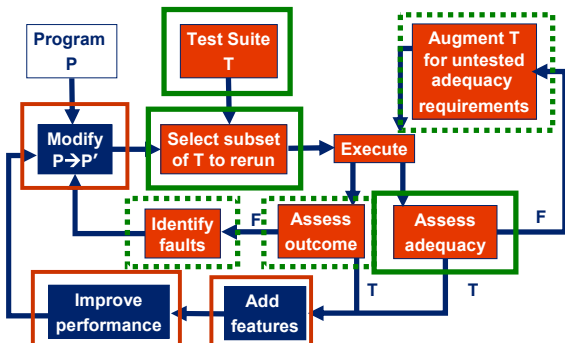 Program
P
Test Suite
T
Augment T
for untested
adequacy
requirements
Modify
P→P′
Select subset
of T to rerun
Execute
Identify
faults
F
Assess
outcome
Assess
adequacy
F
T
T
Improve
performance
Add
features